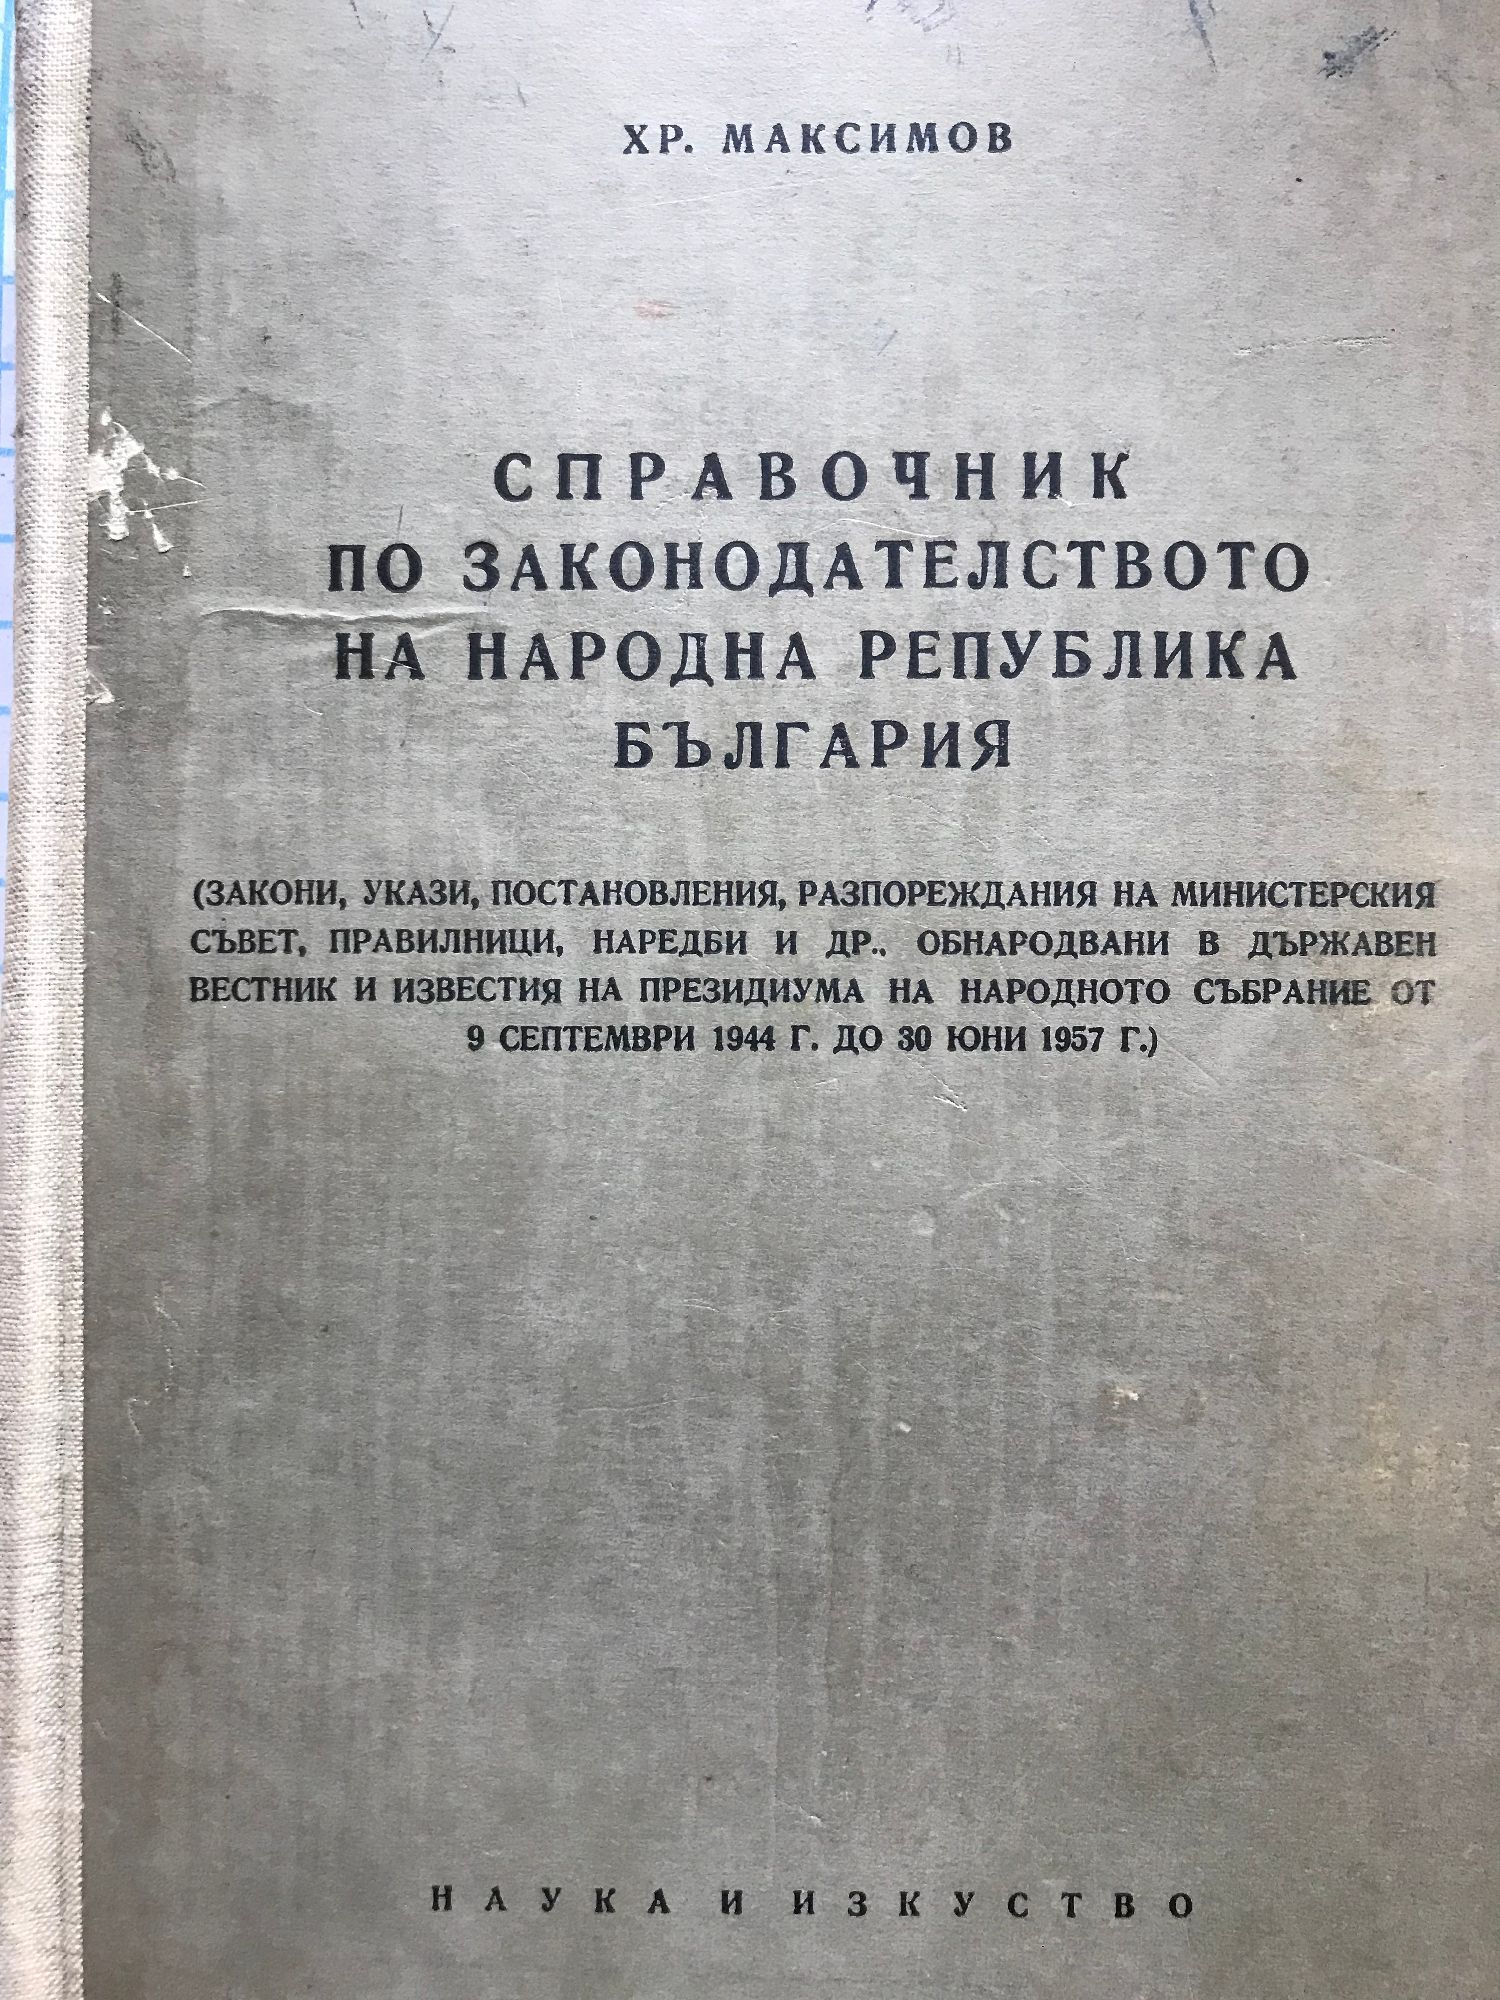 ХР. МАКСИМОВ
СПРАВОЧНИК
ПО ЗАКОНОДАТЕЛСТВОТО
НА НАРОДНА РЕПУБЛИКА
БЪЛГАРИЯ
(ЗАКОНИ, УКАЗИ, ПОСТАНОВЛЕНИЯ, РАЗПОРЕЖДАНИЯ НА МИНИСТЕРСКИЯ
СЪВЕТ, ПРАВИЛНИЦИ, НАРЕДБИ И ДР., ОБНАРОДВАНИ В ДЪРЖАВЕН
ВЕСТНИК И ИЗВЕСТИЯ НА ПРЕЗИДИУМА НА НАРОДНОТО СЪБРАНИЕ ОТ
9 СЕПТЕМВРИ 1944 Г. ДО 30 ЮНИ 1957 Г.)
НАУКА И ИЗКУСТВО